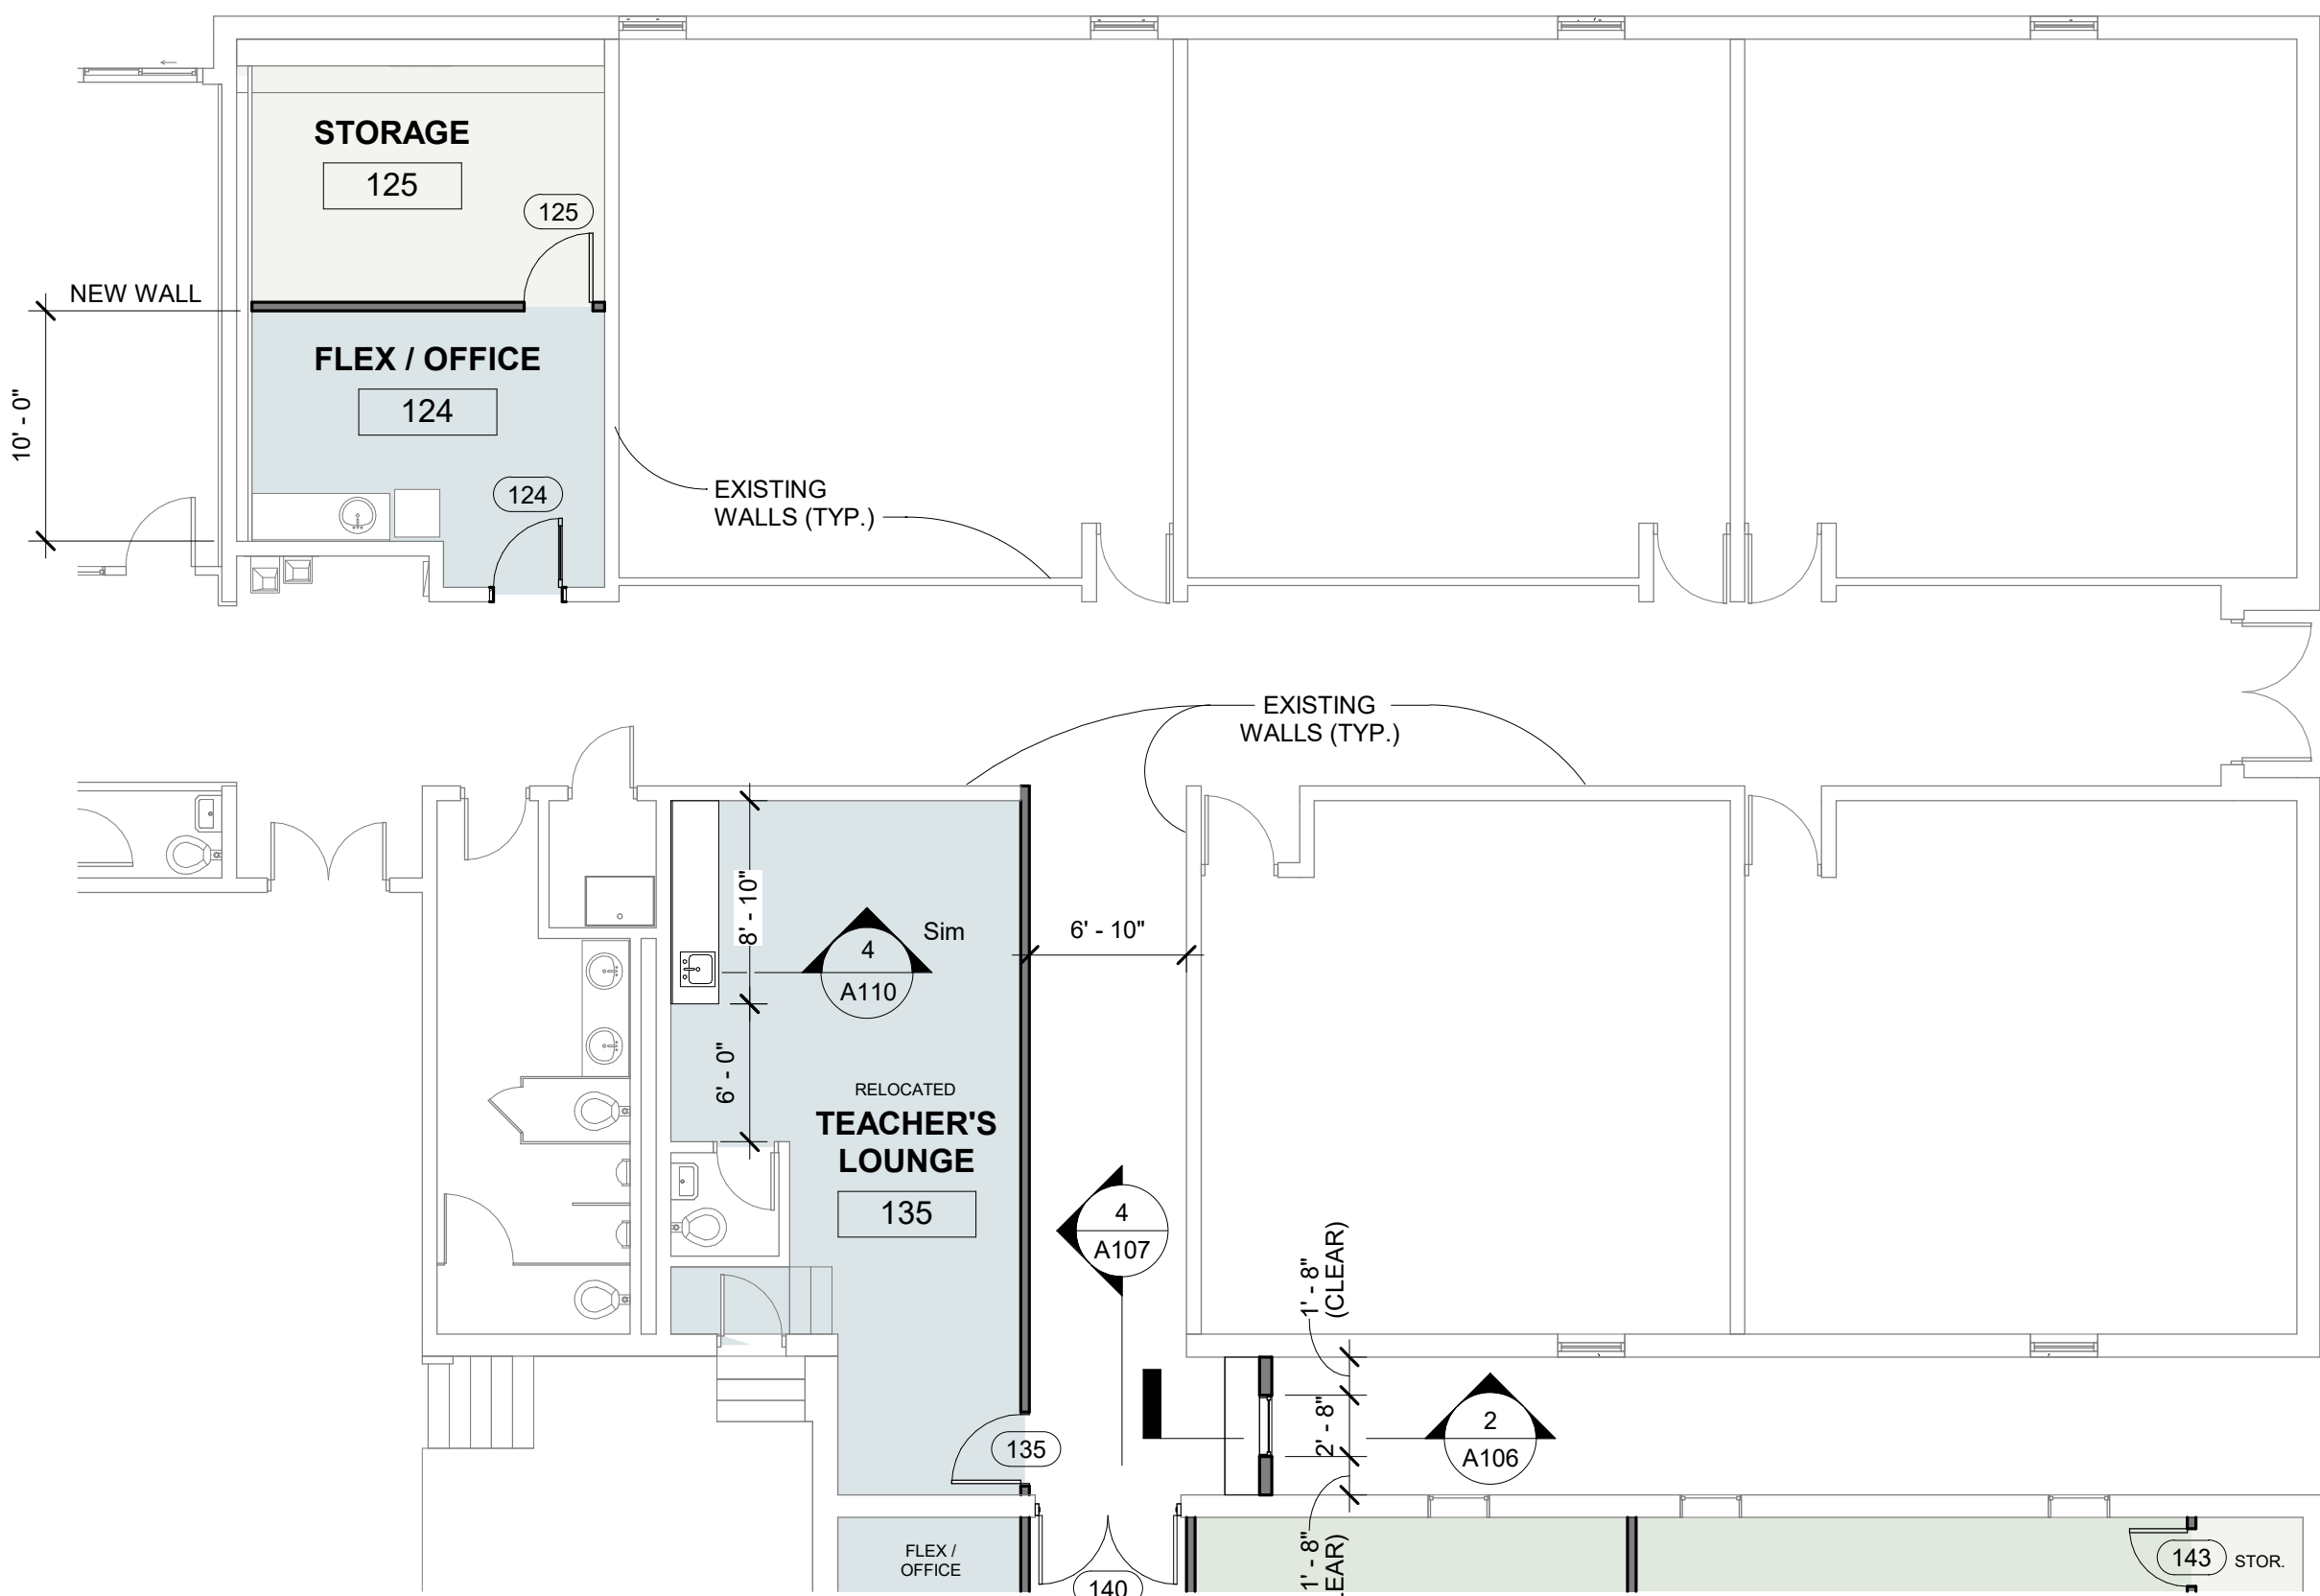 STORAGE
125
125
NEW WALL
FLEX / OFFICE
124
10' - 0"
124
EXISTING
WALLS (TYP.)
EXISTING
WALLS (TYP.)
8' - 10"
4
A110
Sim
6' - 10"
6' - 0"
RELOCATED
TEACHER'S
LOUNGE
135
4
A107
1' - 8"
(CLEAR)
2' - 8"
2
A106
135
1' - 8"
LEAR)
FLEX /
OFFICE
140
143
STOR.